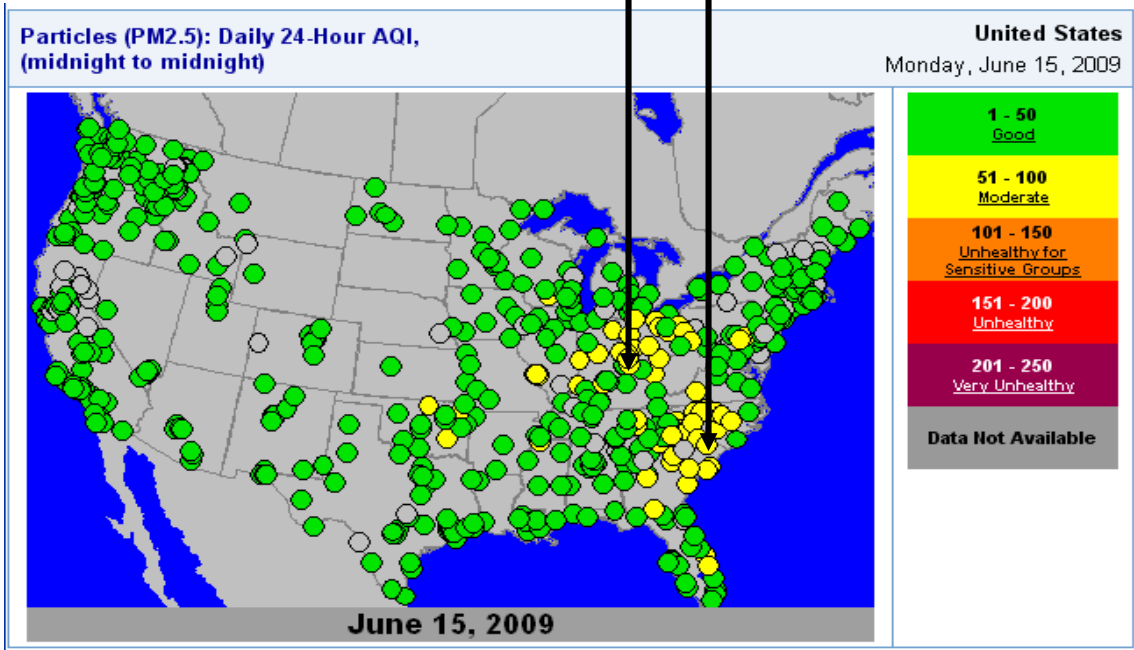 Particles (PM2.5): Daily 24-Hour AQI,
(midnight to midnight)
United States
Monday, June 15, 2009
1 - 50
Good
51 - 100
Moderate
101 - 150
Unhealthy for
Sensitive Groups
151 - 200
Unhealthy
201 - 250
Very Unhealthy
Data Not Available
June 15, 2009